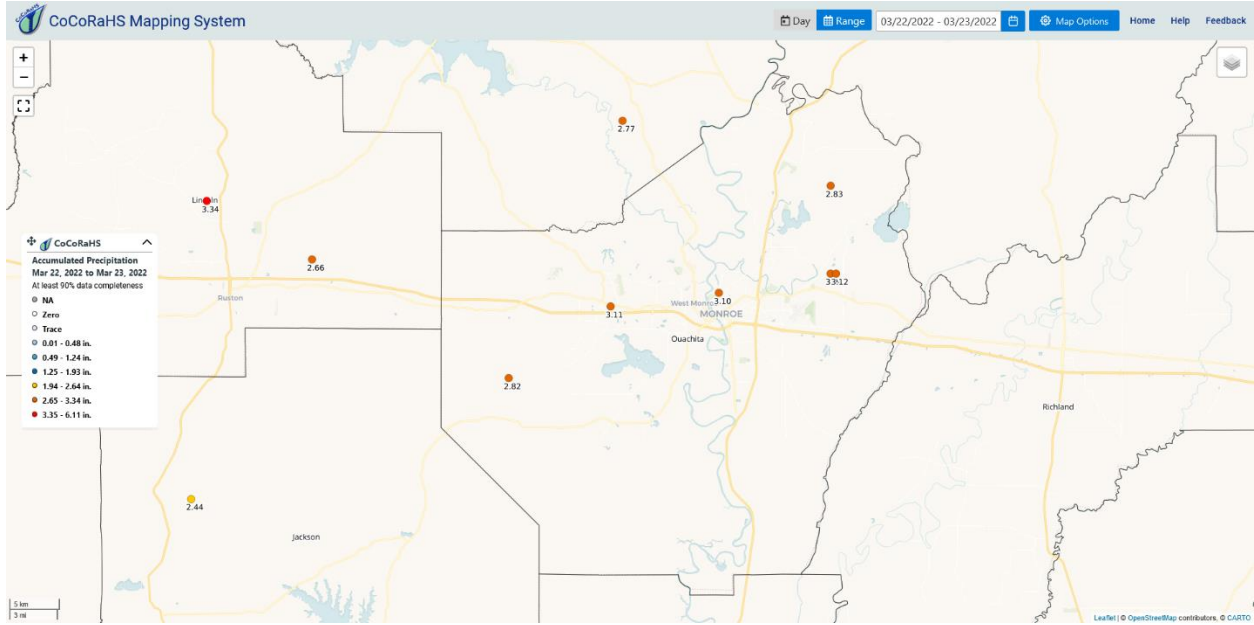 CoCoRaHS Mapping System
Day
Range
03/22/2022 - 03/23/2022
Map Options
Home
Help
Feedback
+
−
2.77
2.83
Lincoln
3.34
2.66
Ruston
3.12
3.11
West Monroe
3.10
MONROE
Ouachita
2.82
Richland
2.44
Jackson
CoCoRaHS
Accumulated Precipitation
Mar 22, 2022 to Mar 23, 2022
At least 90% data completeness
NA
Zero
Trace
0.01 - 0.48 in.
0.49 - 1.24 in.
1.25 - 1.93 in.
1.94 - 2.64 in.
2.65 - 3.34 in.
3.35 - 6.11 in.
5 km
3 mi
Leaflet | © OpenStreetMap contributors, © CARTO